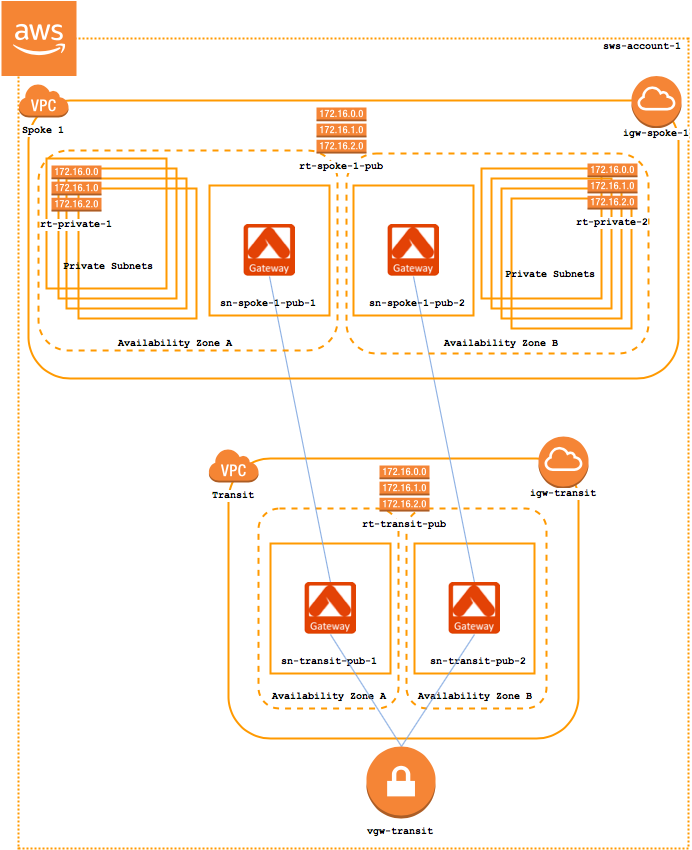 aws
sws-account-1
VPC
Spoke 1
igw-spoke-1
172.16.0.0
172.16.1.0
172.16.2.0
rt-spoke-1-pub
172.16.0.0
172.16.1.0
172.16.2.0
rt-private-1
Private Subnets
Gateway
sn-spoke-1-pub-1
Availability Zone A
Gateway
sn-spoke-1-pub-2
172.16.0.0
172.16.1.0
172.16.2.0
rt-private-2
Private Subnets
Availability Zone B
VPC
Transit
igw-transit
172.16.0.0
172.16.1.0
172.16.2.0
rt-transit-pub
Gateway
sn-transit-pub-1
Availability Zone A
Gateway
sn-transit-pub-2
Availability Zone B
vgw-transit